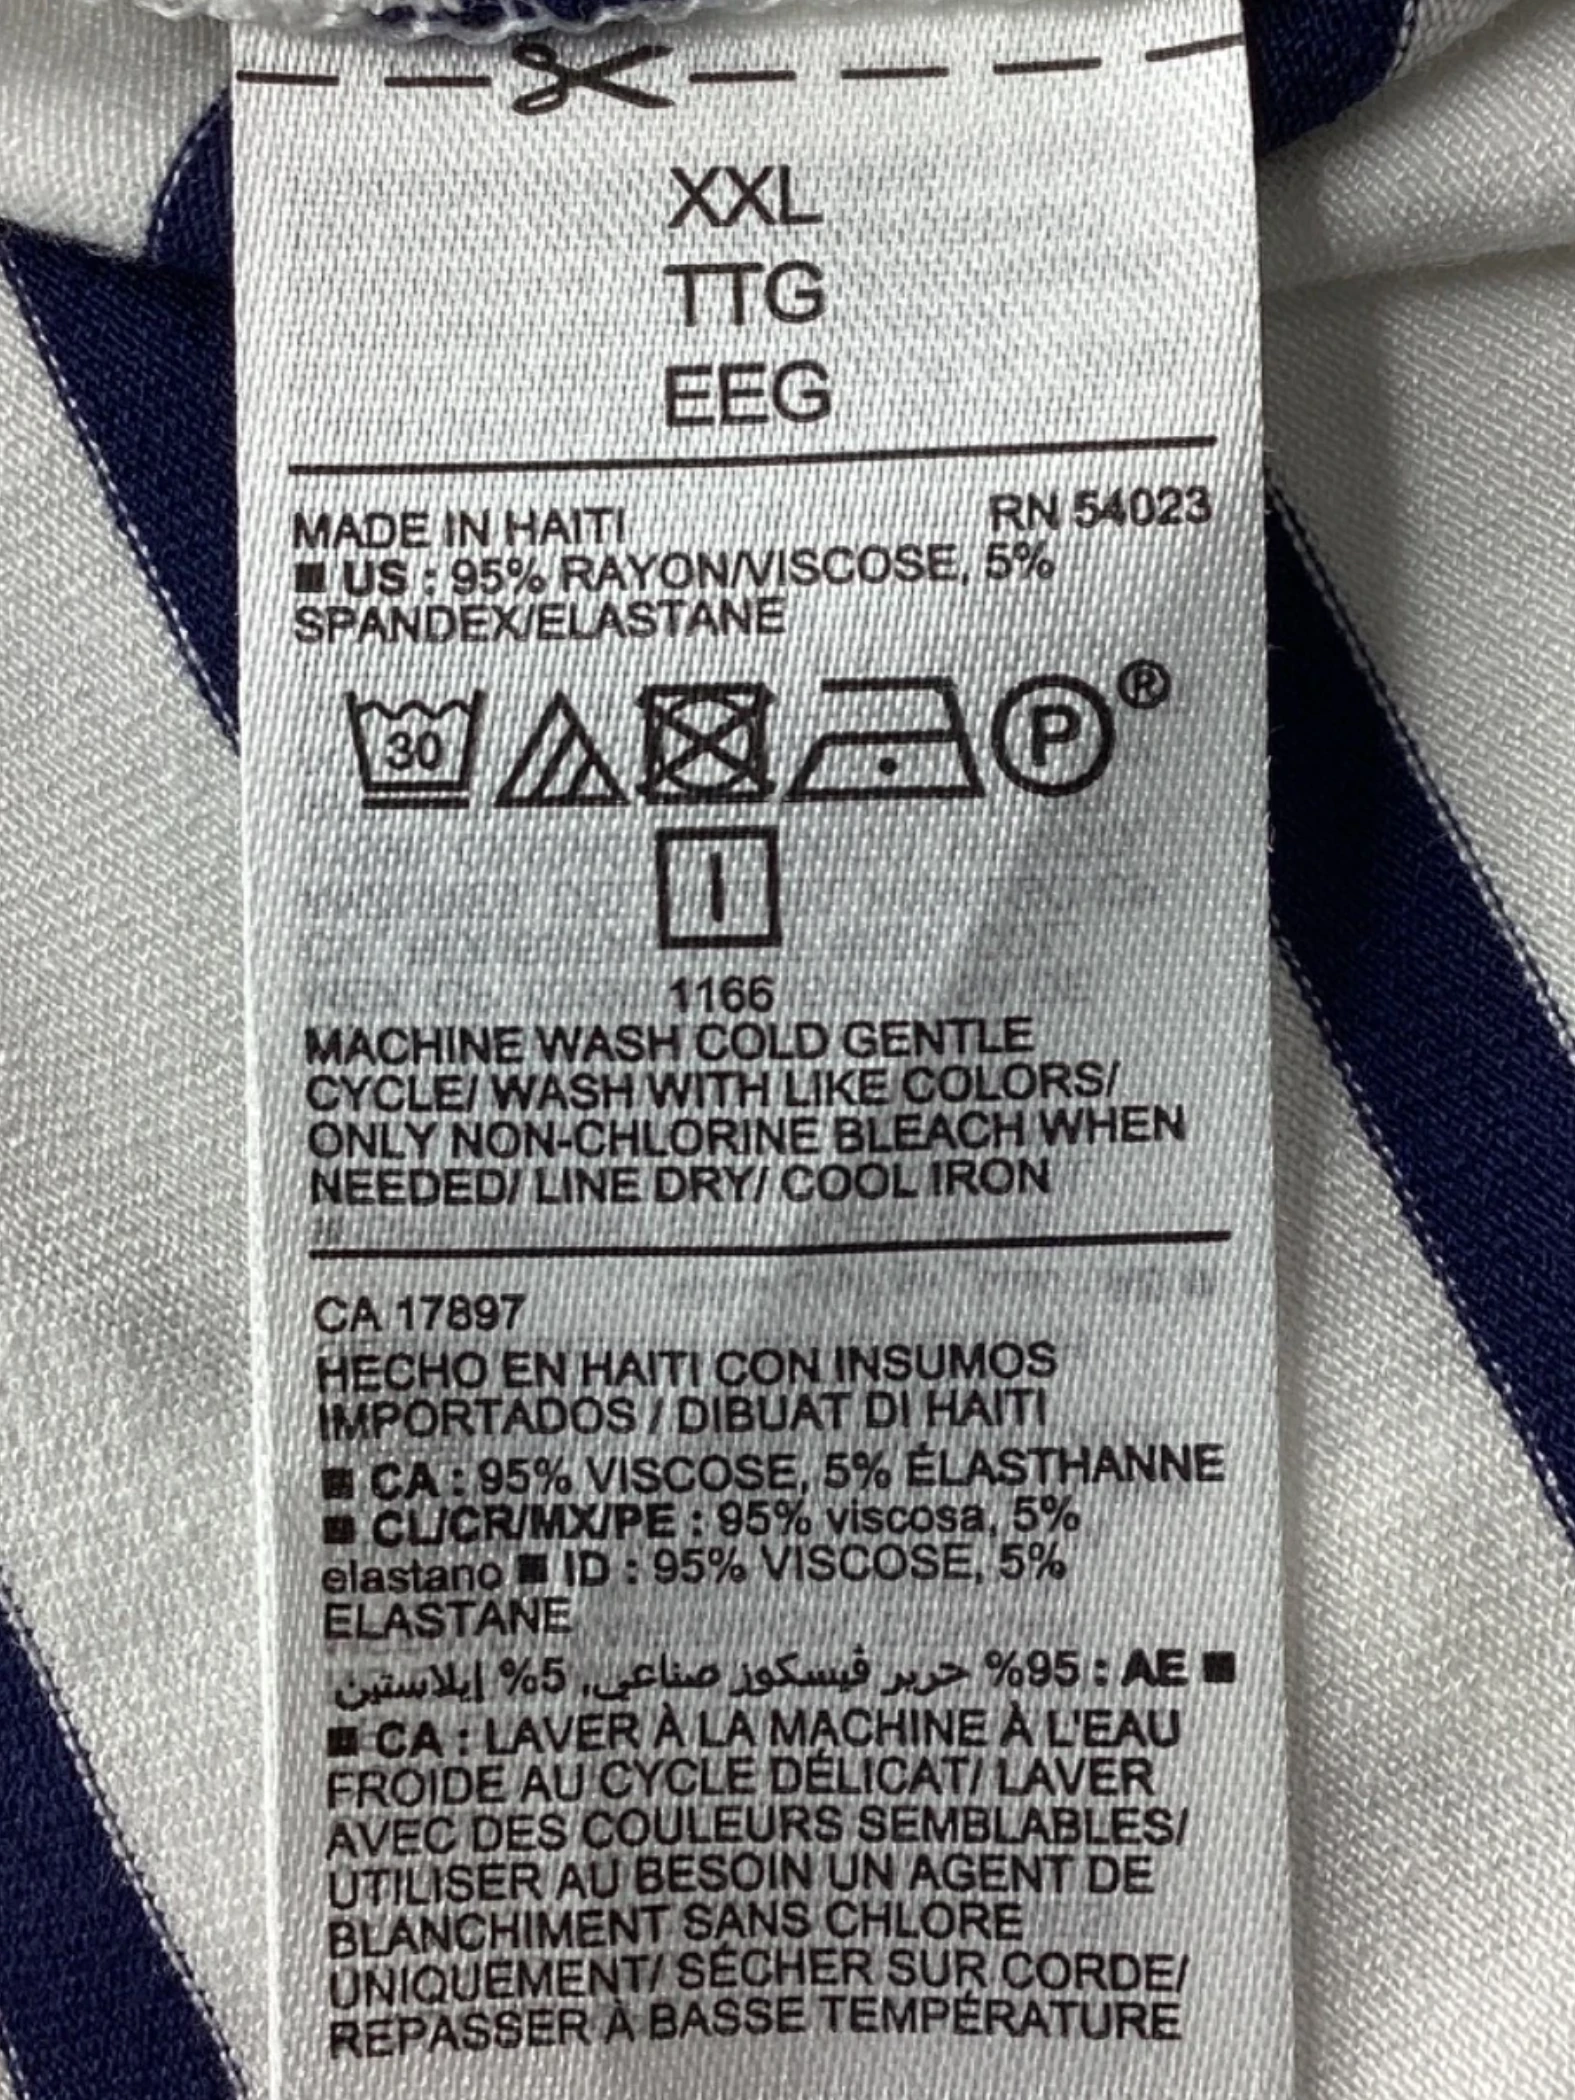 XXL
TTG
EEG
MADE IN HAITI RN 54023
■ US : 95% RAYON/VISCOSE, 5%
SPANDEX/ELASTANE
30 P ®
1166
MACHINE WASH COLD GENTLE
CYCLE/ WASH WITH LIKE COLORS/
ONLY NON-CHLORINE BLEACH WHEN
NEEDED/ LINE DRY/ COOL IRON
CA 17897
HECHO EN HAITI CON INSUMOS
IMPORTADOS / DIBUAT DI HAITI
■ CA : 95% VISCOSE, 5% ÉLASTHANNE
■ CL/CR/MX/PE : 95% viscosa, 5%
elastano ■ ID : 95% VISCOSE, 5%
ELASTANE
■ AE : 95% حرير ڤيسكوز صناعي, 5% إيلاستين
■ CA : LAVER À LA MACHINE À L'EAU
FROIDE AU CYCLE DÉLICAT/ LAVER
AVEC DES COULEURS SEMBLABLES/
UTILISER AU BESOIN UN AGENT DE
BLANCHIMENT SANS CHLORE
UNIQUEMENT/ SÉCHER SUR CORDE/
REPASSER À BASSE TEMPÉRATURE